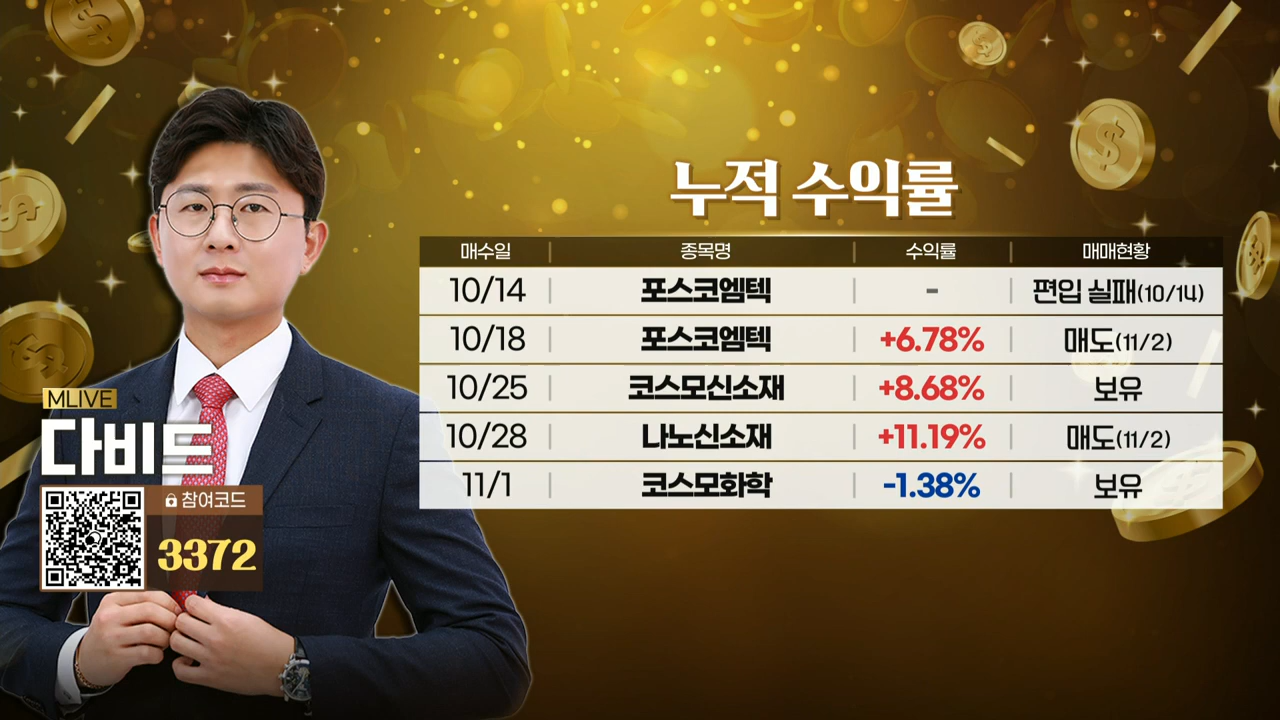 누적 수익률
매수일 종목명 수익률 매매현황
10/14 포스코엠텍 - 편입 실패(10/14)
10/18 포스코엠텍 +6.78% 매도(11/2)
10/25 코스모신소재 +8.68% 보유
10/28 나노신소재 +11.19% 매도(11/2)
11/1 코스모화학 -1.38% 보유
MLIVE
다비드
참여코드
3372